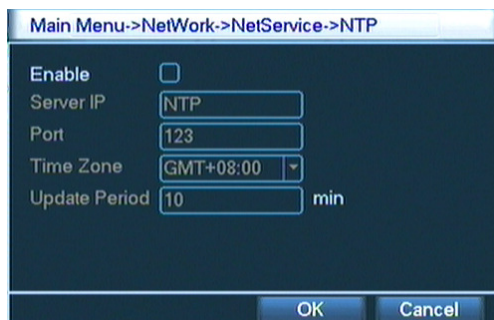 Main Menu->NetWork->NetService->NTP
Enable
Server IP NTP
Port 123
Time Zone GMT+08:00
Update Period 10 min
OK Cancel